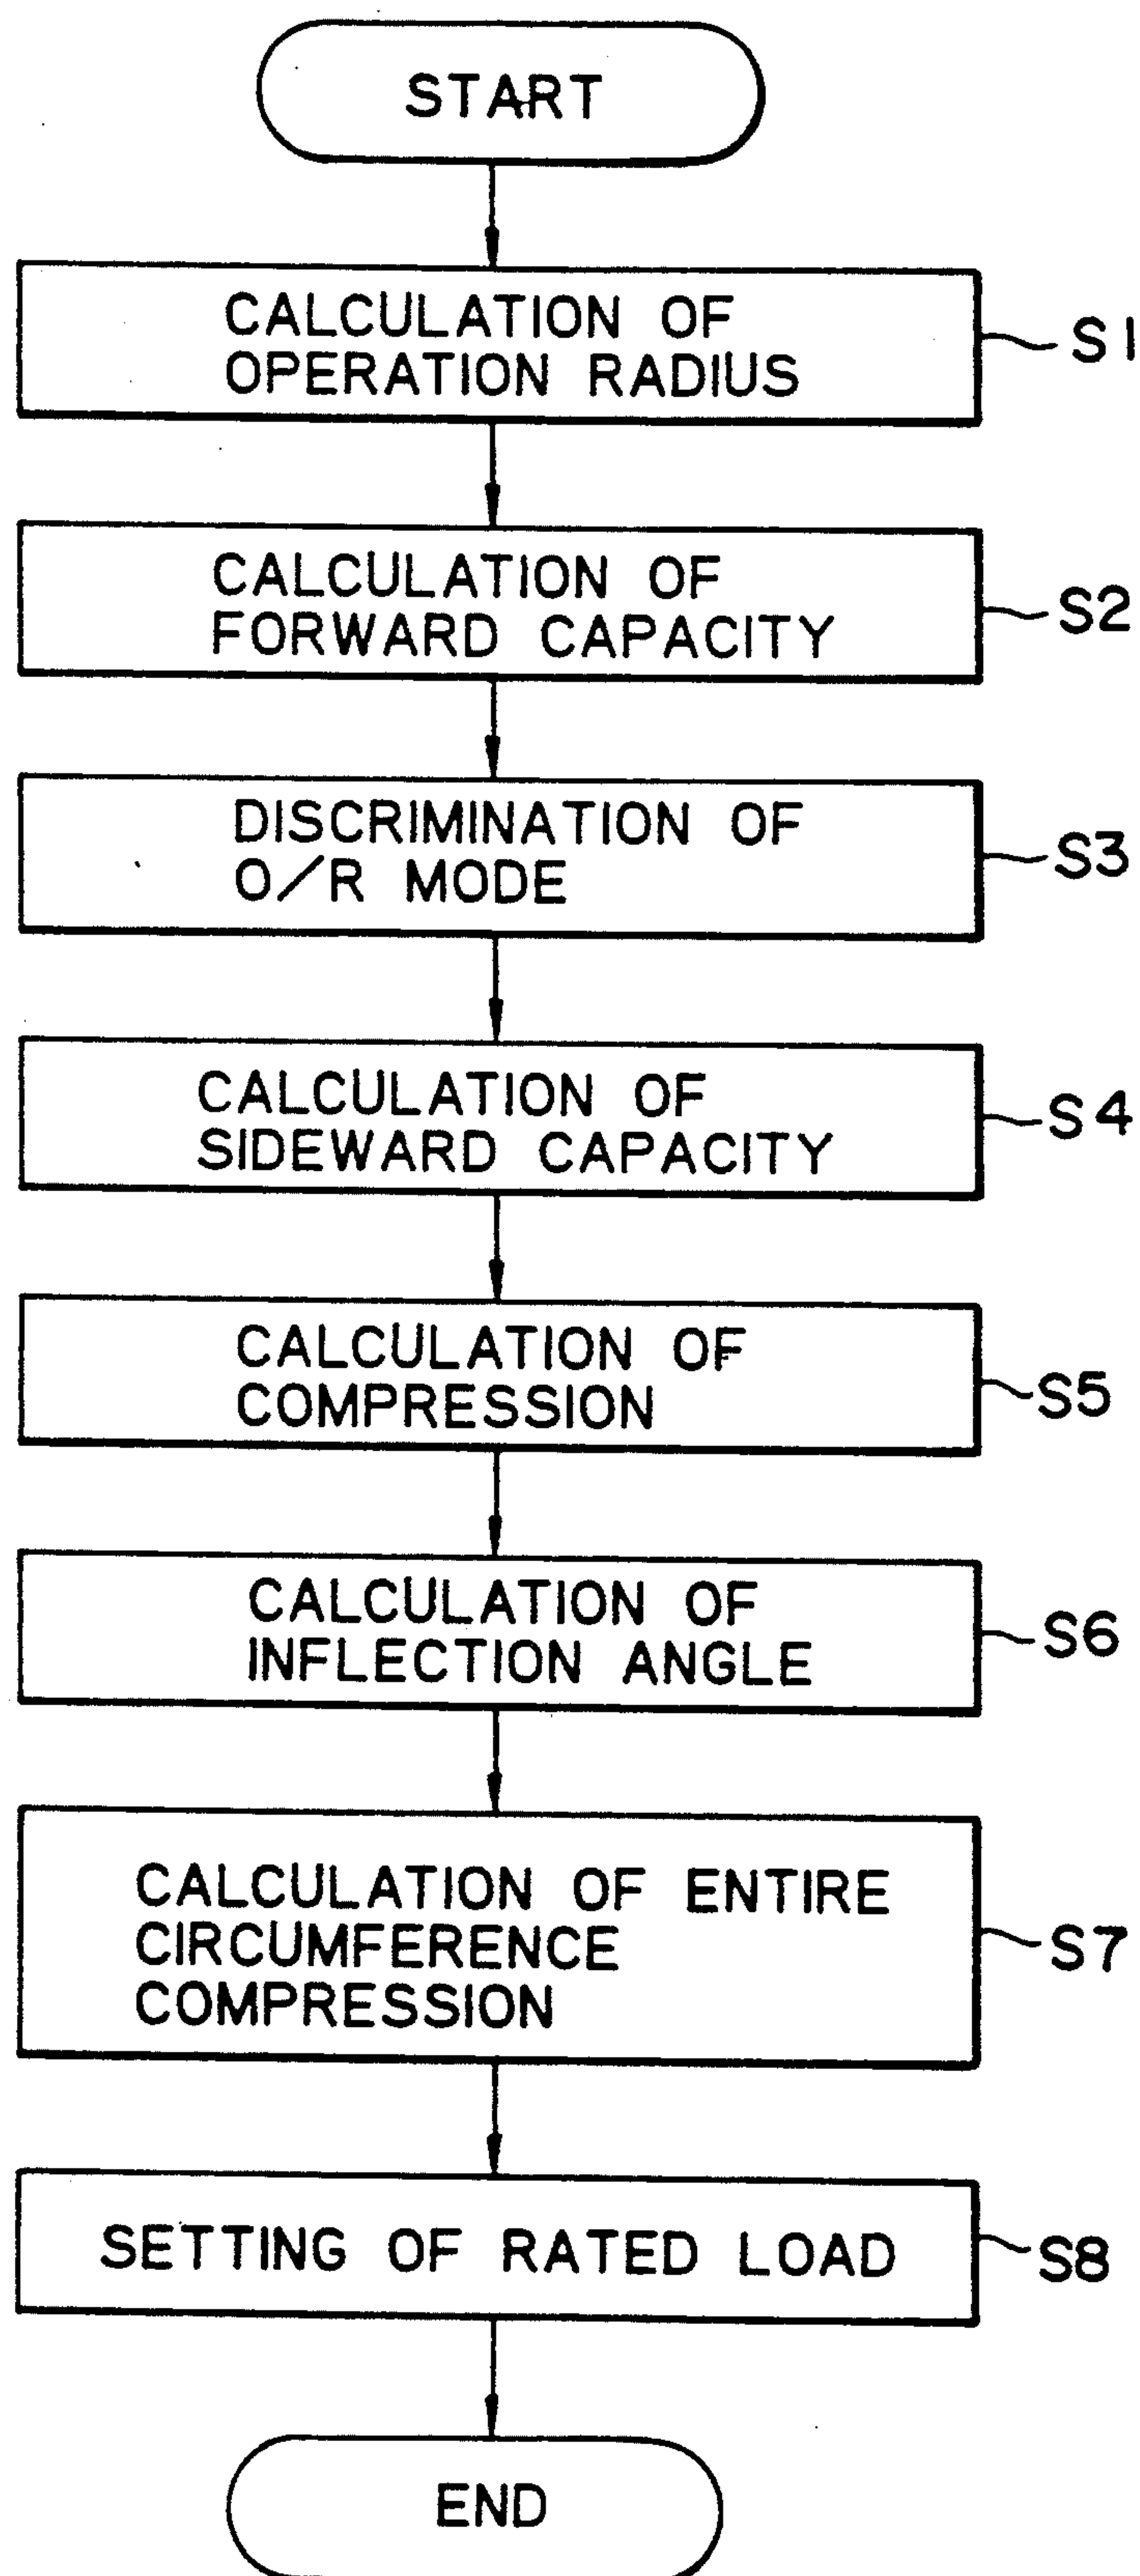 START
CALCULATION OF
OPERATION RADIUS
S1
CALCULATION OF
FORWARD CAPACITY
S2
DISCRIMINATION OF
O/R MODE
S3
CALCULATION OF
SIDEWARD CAPACITY
S4
CALCULATION OF
COMPRESSION
S5
CALCULATION OF
INFLECTION ANGLE
S6
CALCULATION OF ENTIRE
CIRCUMFERENCE
COMPRESSION
S7
SETTING OF RATED LOAD
S8
END